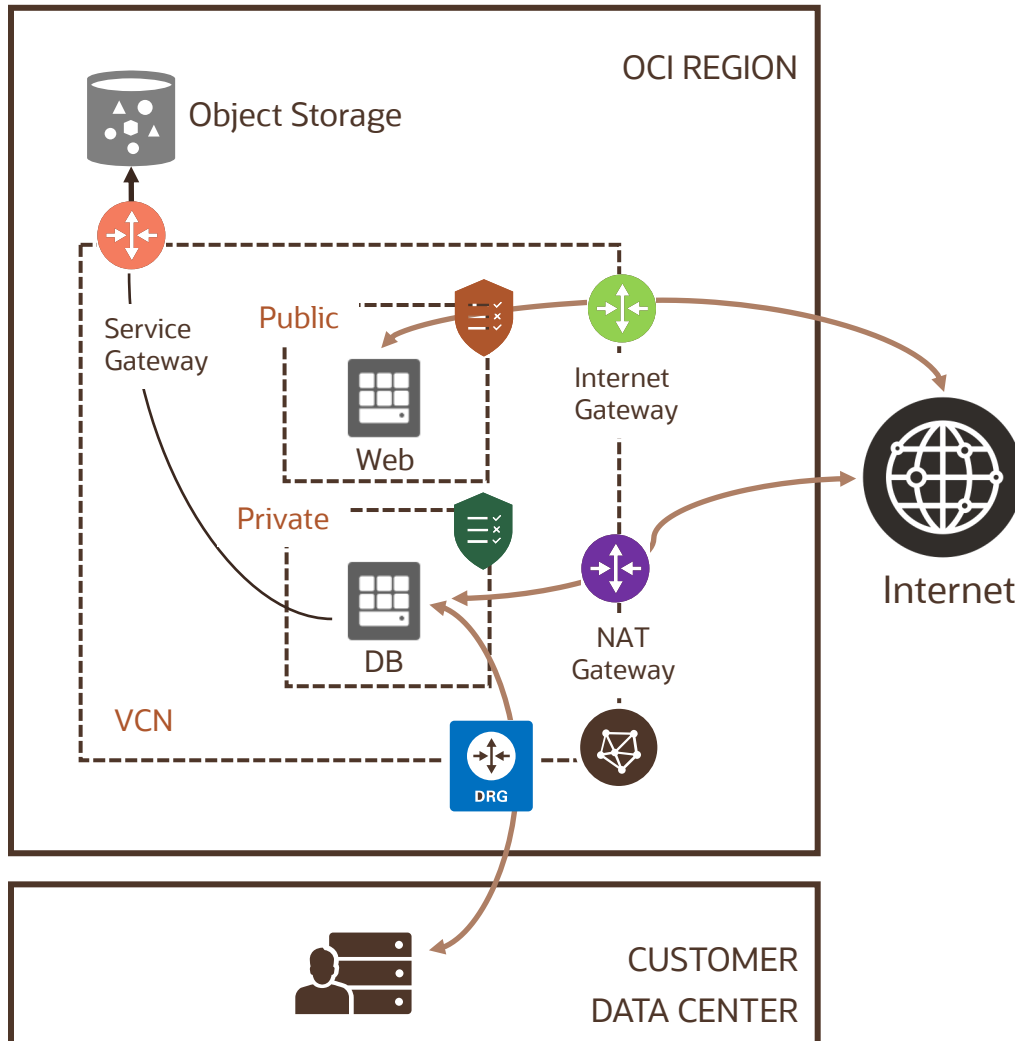 OCI REGION
Object Storage
Service
Gateway
Public
Internet
Gateway
Web
Private
Internet
DB
NAT
Gateway
VCN
DRG
CUSTOMER
DATA CENTER